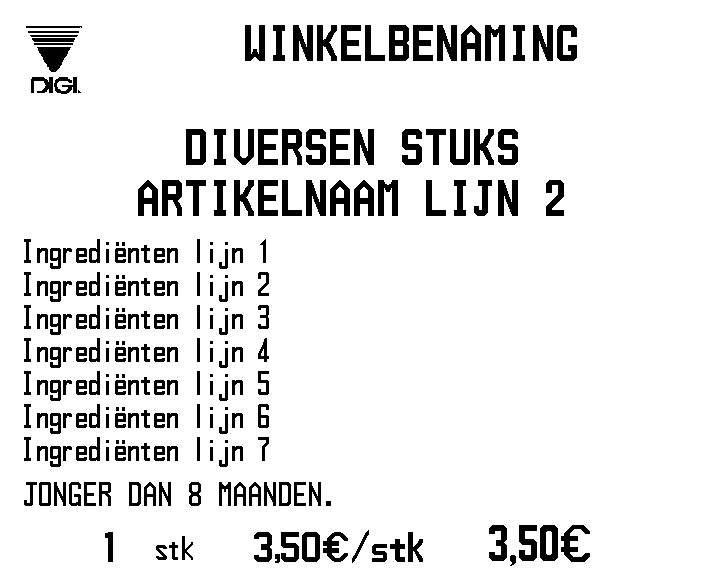 WINKELBENAMING
DIGI.
DIVERSEN STUKS
ARTIKELNAAM LIJN 2
Ingrediënten lijn 1
Ingrediënten lijn 2
Ingrediënten lijn 3
Ingrediënten lijn 4
Ingrediënten lijn 5
Ingrediënten lijn 6
Ingrediënten lijn 7
JONGER DAN 8 MAANDEN.
1 stk 3,50€/stk 3,50€